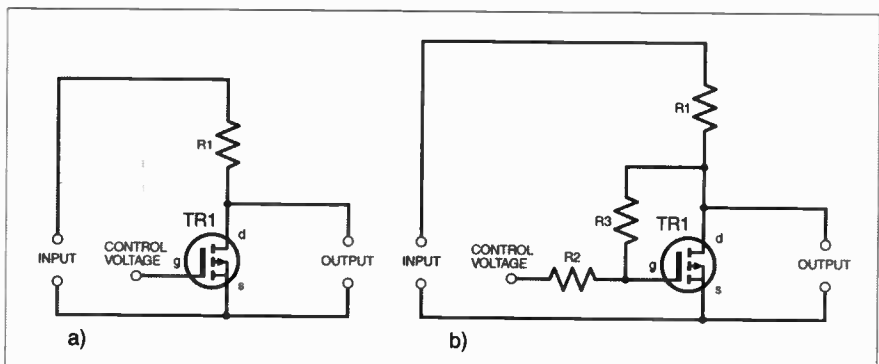 R1
TR1
d
CONTROL
VOLTAGE
g
INPUT
OUTPUT
s
a)
R1
R3
TR1
d
CONTROL
VOLTAGE
R2
g
INPUT
OUTPUT
s
b)